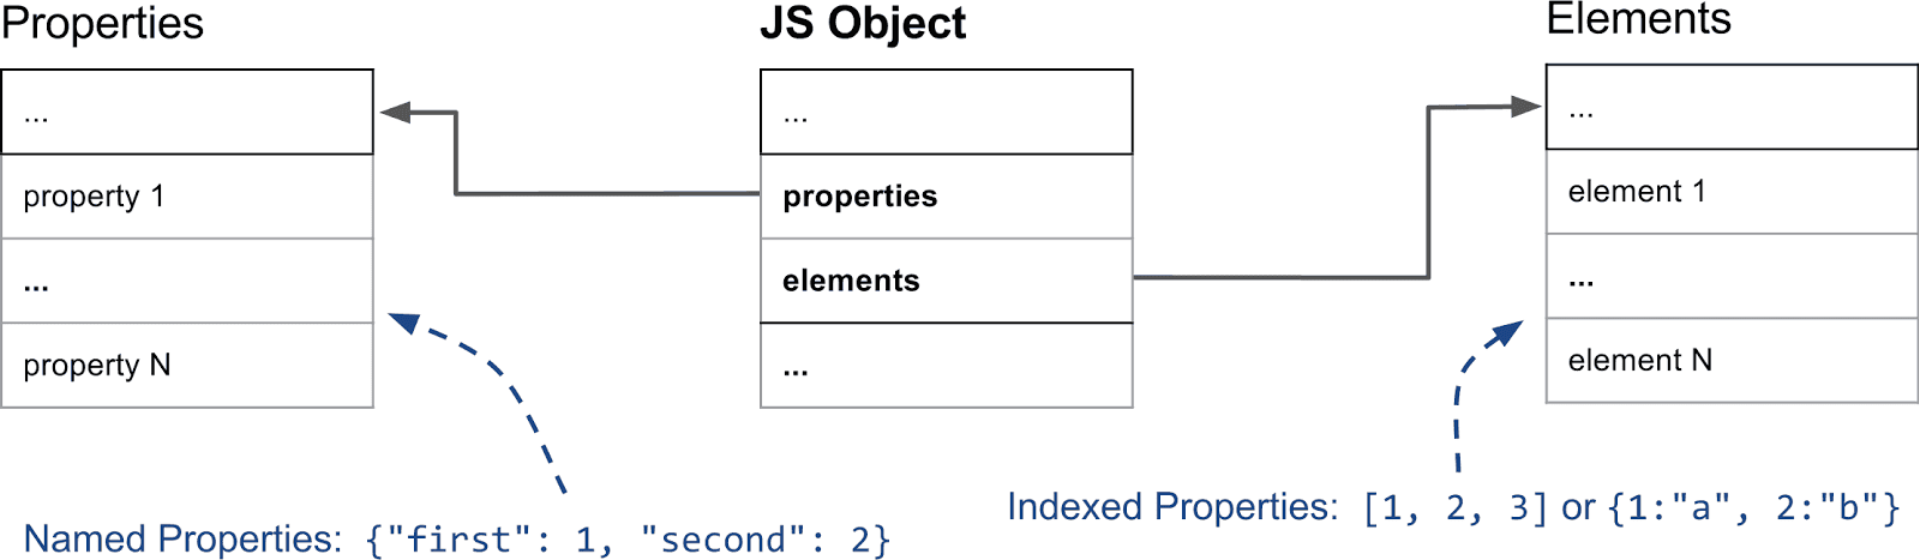 Properties
...
property 1
...
property N
JS Object
...
properties
elements
...
Elements
...
element 1
...
element N
Named Properties: {"first": 1, "second": 2}
Indexed Properties: [1, 2, 3] or {1:"a", 2:"b"}